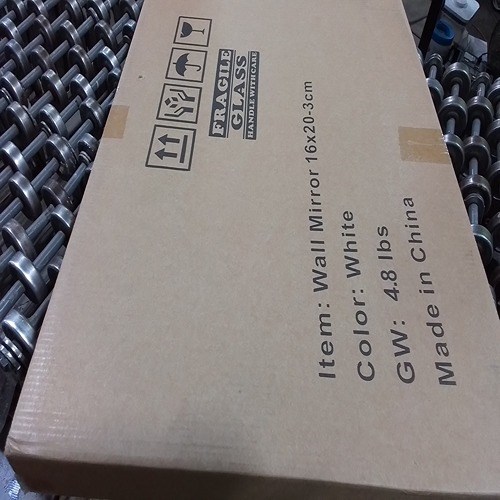 FRAGILE
GLASS
HANDLE WITH CARE
Item: Wall Mirror 16x20-3cm
Color: White
GW: 4.8 lbs
Made in China